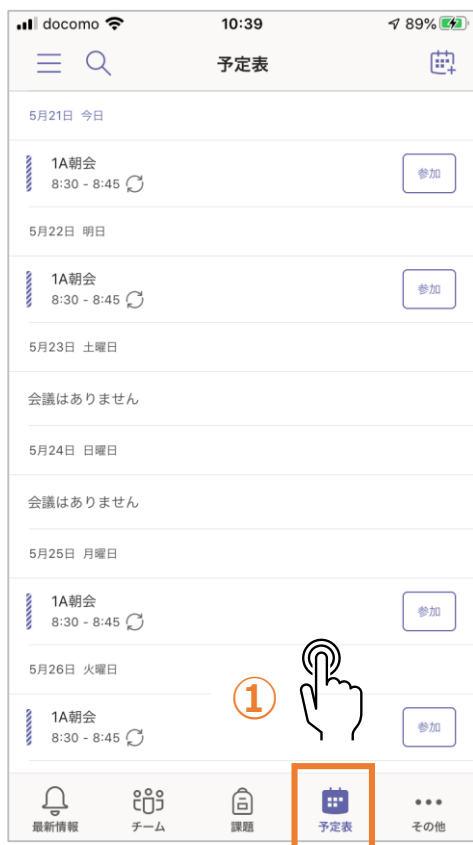 docomo 10:39 89%
予定表
5月21日 今日
1A朝会
8:30 - 8:45
参加
5月22日 明日
1A朝会
8:30 - 8:45
参加
5月23日 土曜日
会議はありません
5月24日 日曜日
会議はありません
5月25日 月曜日
1A朝会
8:30 - 8:45
参加
5月26日 火曜日
①
1A朝会
8:30 - 8:45
参加
最新情報 チーム 課題 予定表 その他